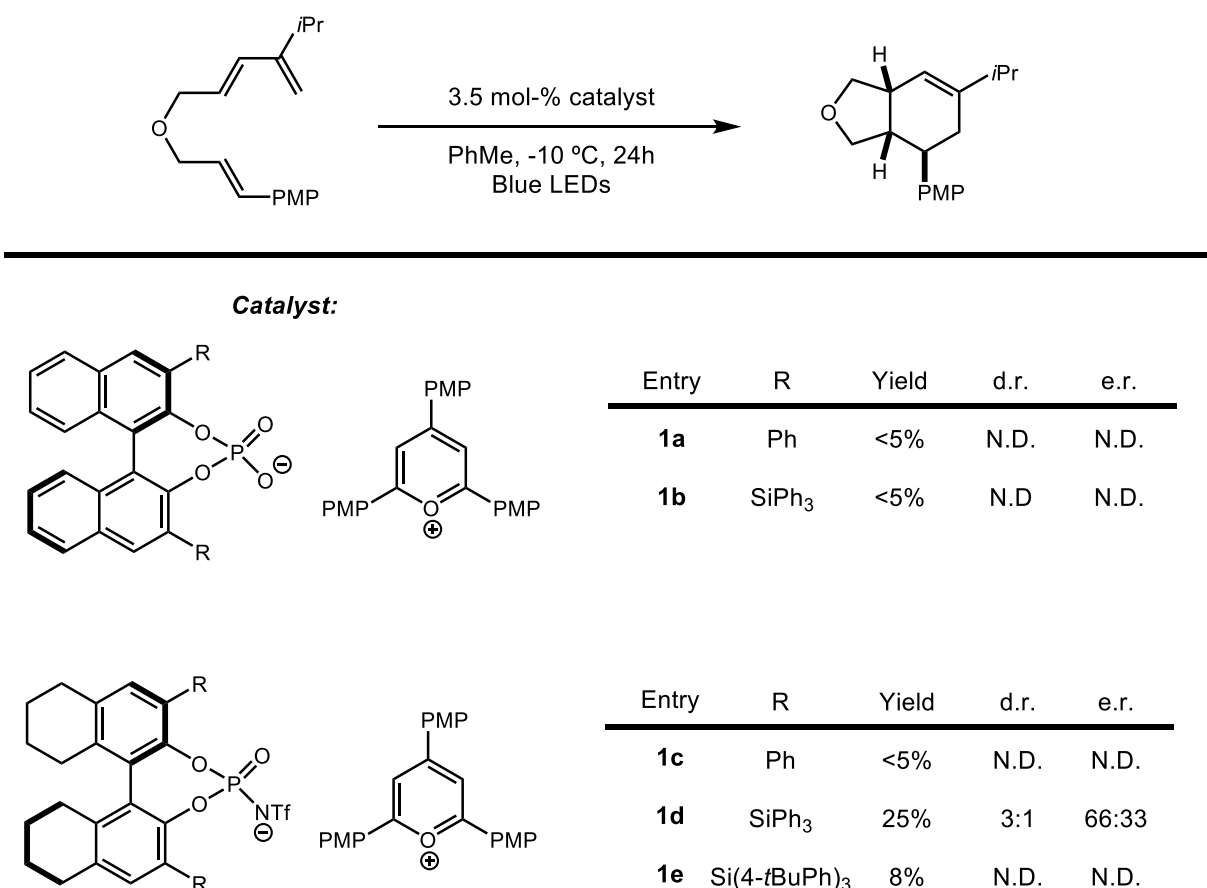 iPr
O
PMP
3.5 mol-% catalyst
PhMe, -10 ºC, 24h
Blue LEDs
H
iPr
O
H
PMP
Catalyst:
R
O
O
P
O
O
⊖
R
PMP
PMP
PMP
O
⊕
Entry R Yield d.r. e.r.
1a Ph <5% N.D. N.D.
1b SiPh3 <5% N.D N.D.
R
O
O
P
O
NTf
⊖
R
PMP
PMP
PMP
O
⊕
Entry R Yield d.r. e.r.
1c Ph <5% N.D. N.D.
1d SiPh3 25% 3:1 66:33
1e Si(4-tBuPh)3 8% N.D. N.D.